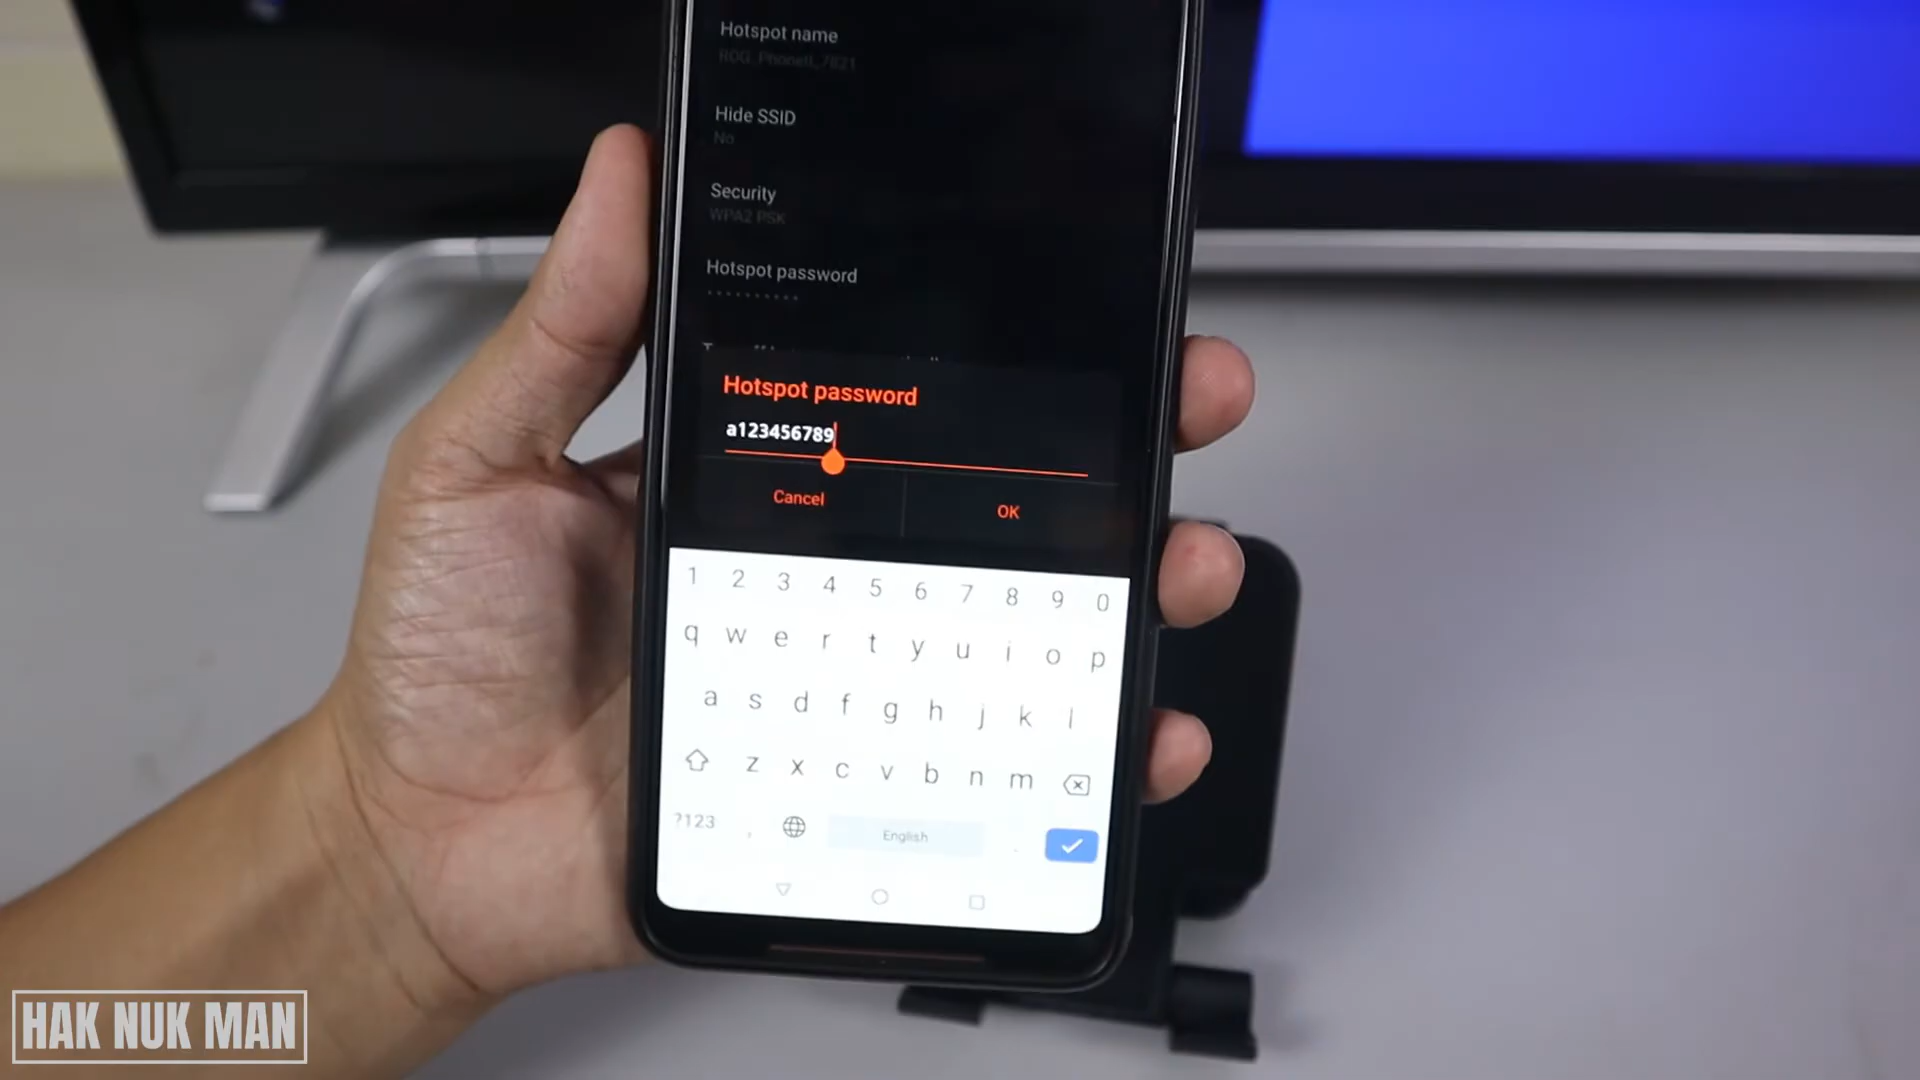 Hotspot name
ROG_PhoneII_7821
Hide SSID
No
Security
WPA2 PSK
Hotspot password
Hotspot password
a123456789
Cancel
OK
1 2 3 4 5 6 7 8 9 0
q w e r t y u i o p
a s d f g h j k l
z x c v b n m
?123 , English .
HAK NUK MAN